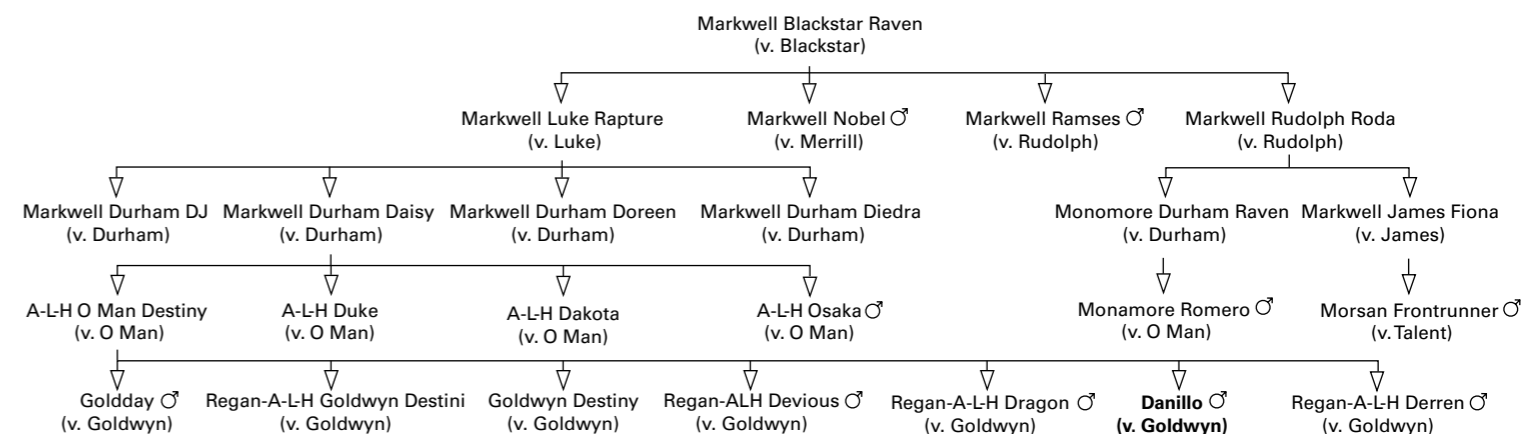 Markwell Blackstar Raven
(v. Blackstar)
Markwell Luke Rapture
(v. Luke)
Markwell Nobel ♂
(v. Merrill)
Markwell Ramses ♂
(v. Rudolph)
Markwell Rudolph Roda
(v. Rudolph)
Markwell Durham DJ
(v. Durham)
Markwell Durham Daisy
(v. Durham)
Markwell Durham Doreen
(v. Durham)
Markwell Durham Diedra
(v. Durham)
Monomore Durham Raven
(v. Durham)
Markwell James Fiona
(v. James)
A-L-H O Man Destiny
(v. O Man)
A-L-H Duke
(v. O Man)
A-L-H Dakota
(v. O Man)
A-L-H Osaka ♂
(v. O Man)
Monamore Romero ♂
(v. O Man)
Morsan Frontrunner ♂
(v. Talent)
Goldday ♂
(v. Goldwyn)
Regan-A-L-H Goldwyn Destini
(v. Goldwyn)
Goldwyn Destiny
(v. Goldwyn)
Regan-ALH Devious ♂
(v. Goldwyn)
Regan-A-L-H Dragon ♂
(v. Goldwyn)
Danillo ♂
(v. Goldwyn)
Regan-A-L-H Derren ♂
(v. Goldwyn)